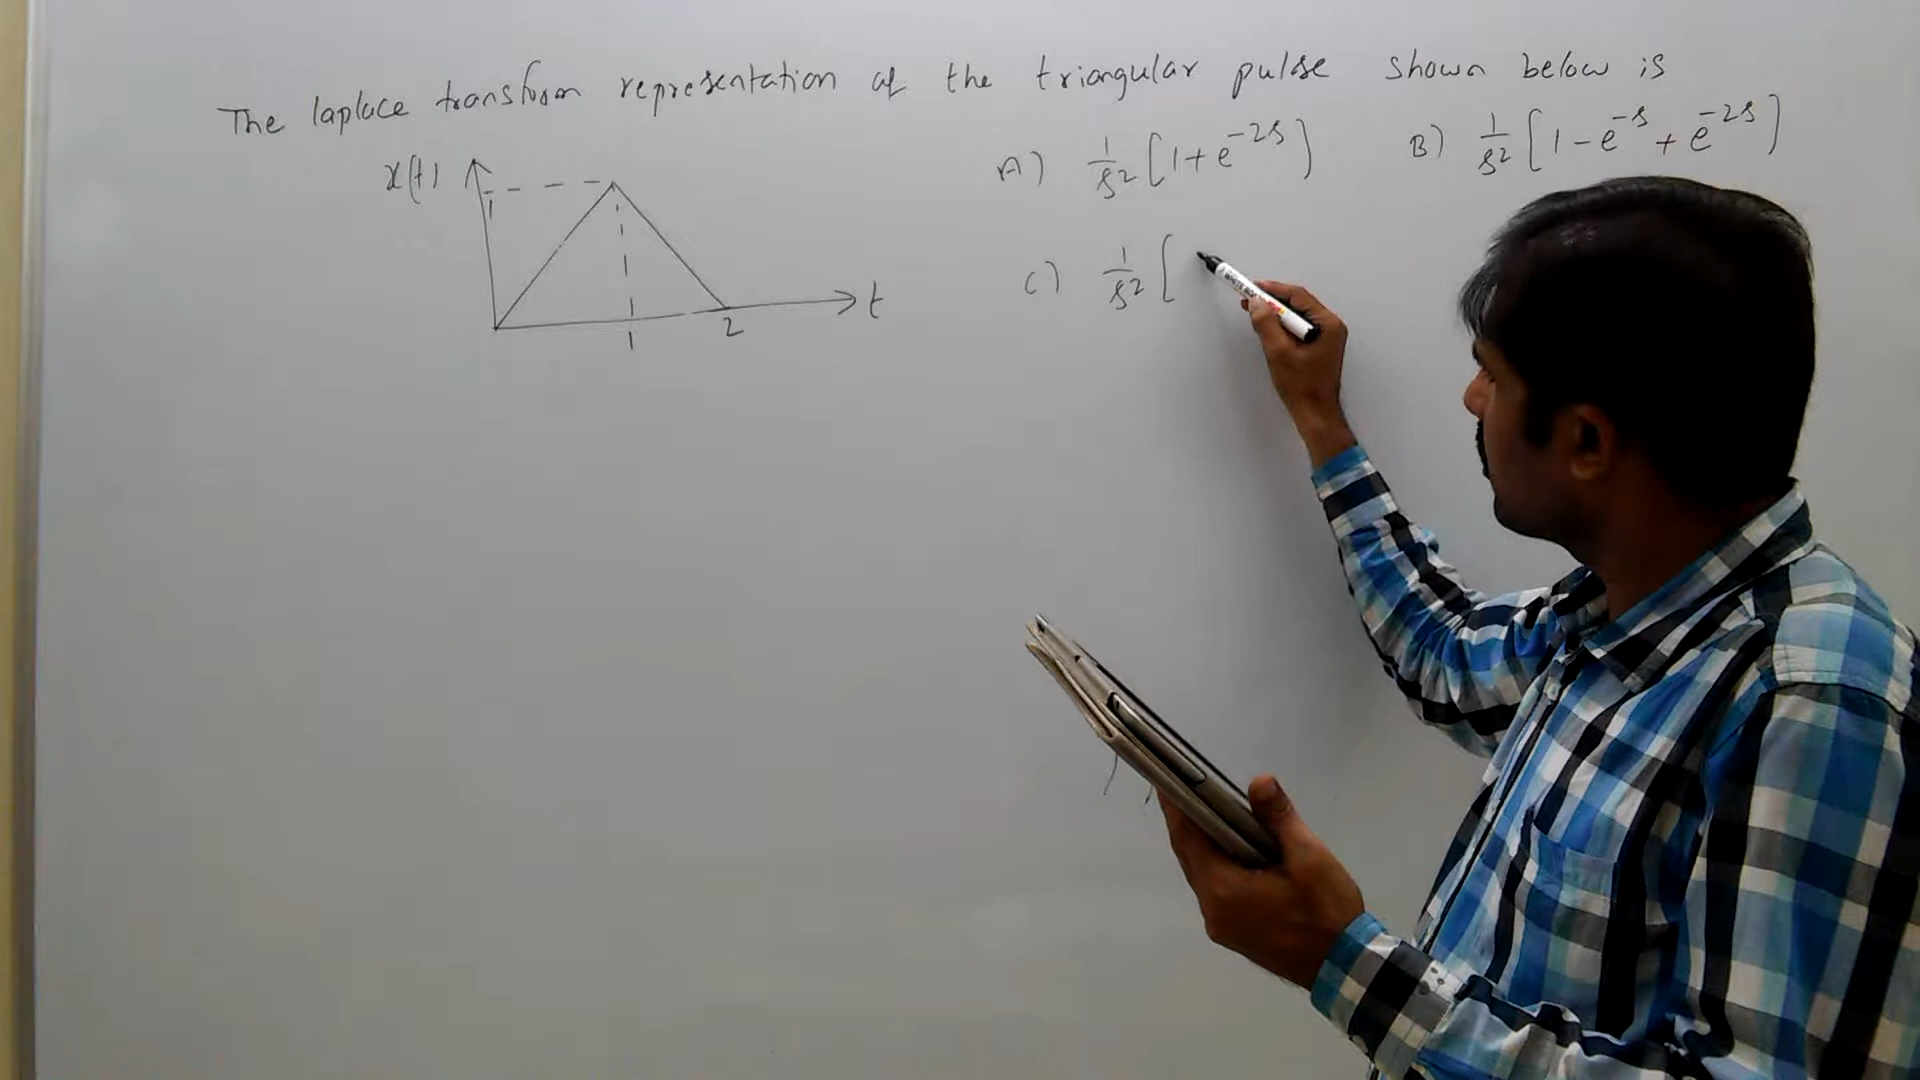 The laplace transform representation of the triangular pulse shown below is
A) 1/s² [1+e^-2s] B) 1/s² [1-e^-s+e^-2s]
x(t)
1
C) 1/s² [
t
1 2